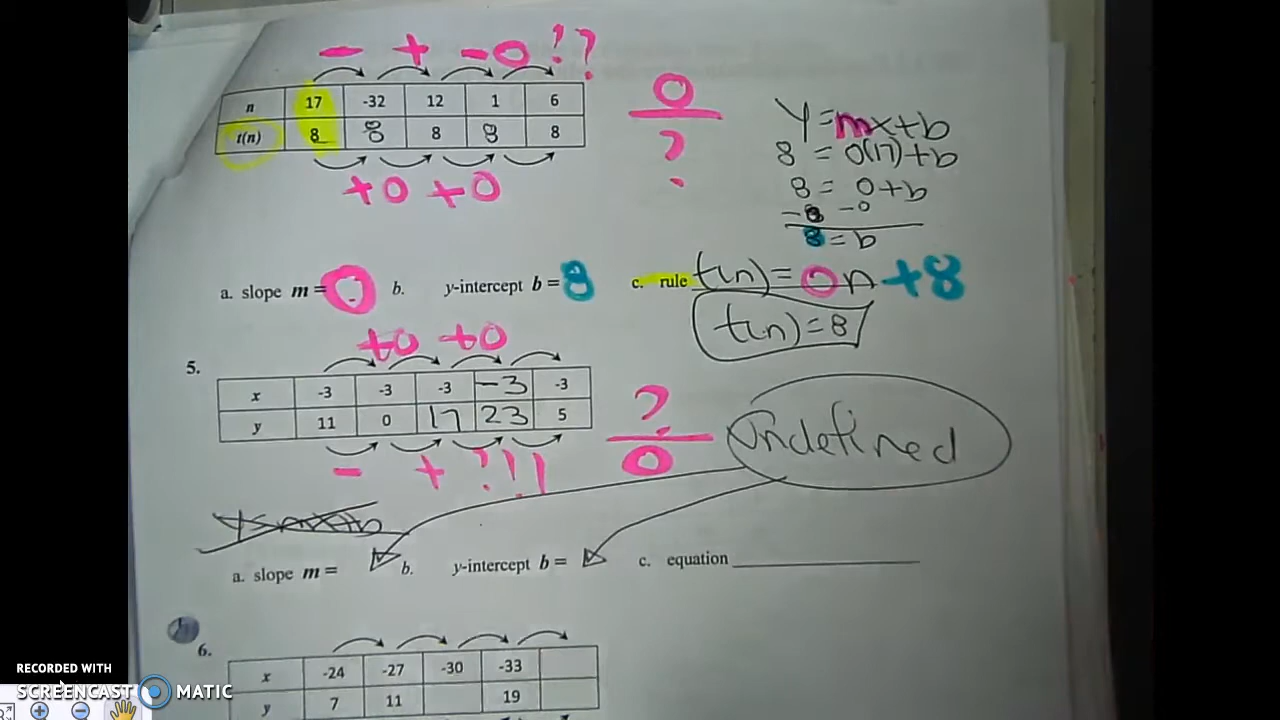 - + -0 !?
n 17 -32 12 1 6
t(n) 8 8 8 8 8
+0 +0
0
?
y=mx+b
8 = 0(17)+b
8 = 0+b
-0 -0
8 = b
a. slope m = 0 b. y-intercept b = 8 c. rule t(n) = 0n +8
t(n) = 8
+0 +0
5.
x -3 -3 -3 -3 -3
y 11 0 17 23 5
- + ?!!
?
0
undefined
y=mx+b
a. slope m = b. y-intercept b = c. equation
6.
x -24 -27 -30 -33
y 7 11 19
RECORDED WITH
SCREENCAST MATIC